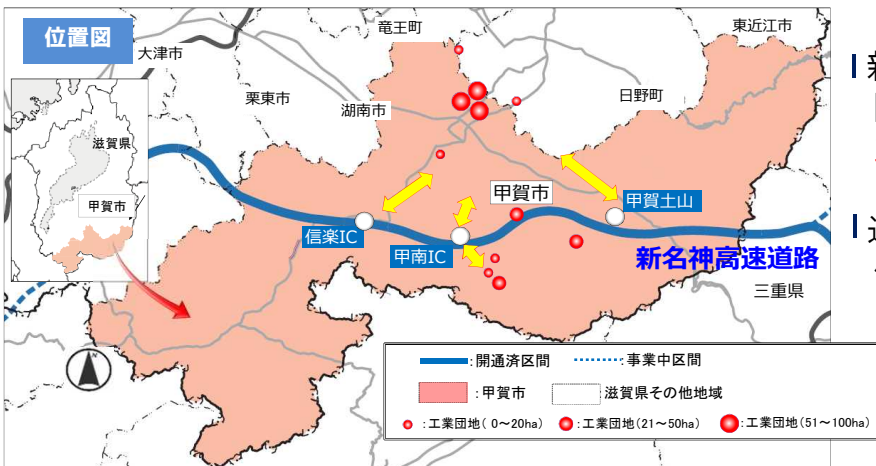 位置図
竜王町
東近江市
大津市
栗東市
湖南市
日野町
滋賀県
甲賀市
甲賀市
甲賀土山
信楽IC
甲南IC
新名神高速道路
三重県
N
:開通済区間
:事業中区間
:甲賀市
滋賀県その他地域
:工業団地( 0～20ha)
:工業団地(21～50ha)
:工業団地(51～100ha)
新